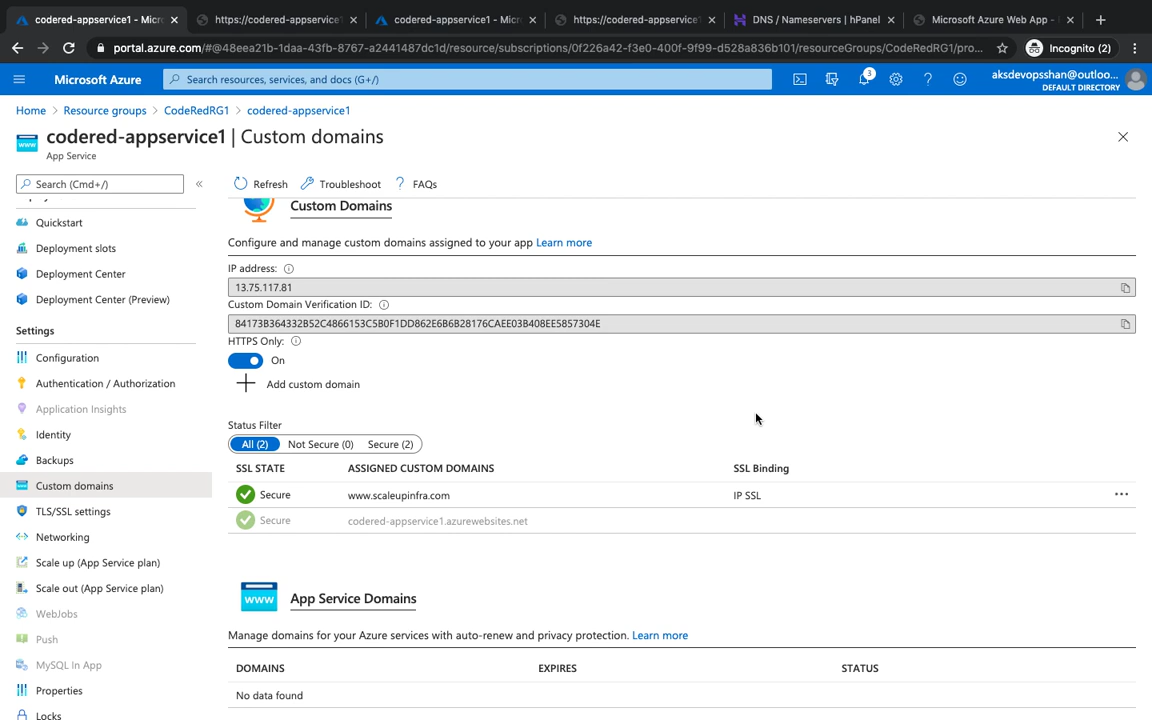 codered-appservice1 - Micr
https://codered-appservice
codered-appservice1 - Micr
https://codered-appservice
DNS / Nameservers | hPanel
Microsoft Azure Web App -
portal.azure.com/#@48eea21b-1daa-43fb-8767-a2441487dc1d/resource/subscriptions/0f226a42-f3e0-400f-9f99-d528a836b101/resourceGroups/CodeRedRG1/pro...
Incognito (2)
Microsoft Azure
Search resources, services, and docs (G+/)
3
aksdevopsshan@outloo...
DEFAULT DIRECTORY
Home > Resource groups > CodeRedRG1 > codered-appservice1
www
codered-appservice1 | Custom domains
App Service
Search (Cmd+/)
Refresh
Troubleshoot
FAQs
Quickstart
Deployment slots
Deployment Center
Deployment Center (Preview)
Settings
Configuration
Authentication / Authorization
Application Insights
Identity
Backups
Custom domains
TLS/SSL settings
Networking
Scale up (App Service plan)
Scale out (App Service plan)
WebJobs
Push
MySQL In App
Properties
Locks
Custom Domains
Configure and manage custom domains assigned to your app Learn more
IP address:
13.75.117.81
Custom Domain Verification ID:
84173B364332B52C4866153C5B0F1DD862E6B6B28176CAEE03B408EE5857304E
HTTPS Only:
On
Add custom domain
Status Filter
All (2) Not Secure (0) Secure (2)
SSL STATE ASSIGNED CUSTOM DOMAINS SSL Binding
Secure www.scaleupinfra.com IP SSL
Secure codered-appservice1.azurewebsites.net
www
App Service Domains
Manage domains for your Azure services with auto-renew and privacy protection. Learn more
DOMAINS EXPIRES STATUS
No data found